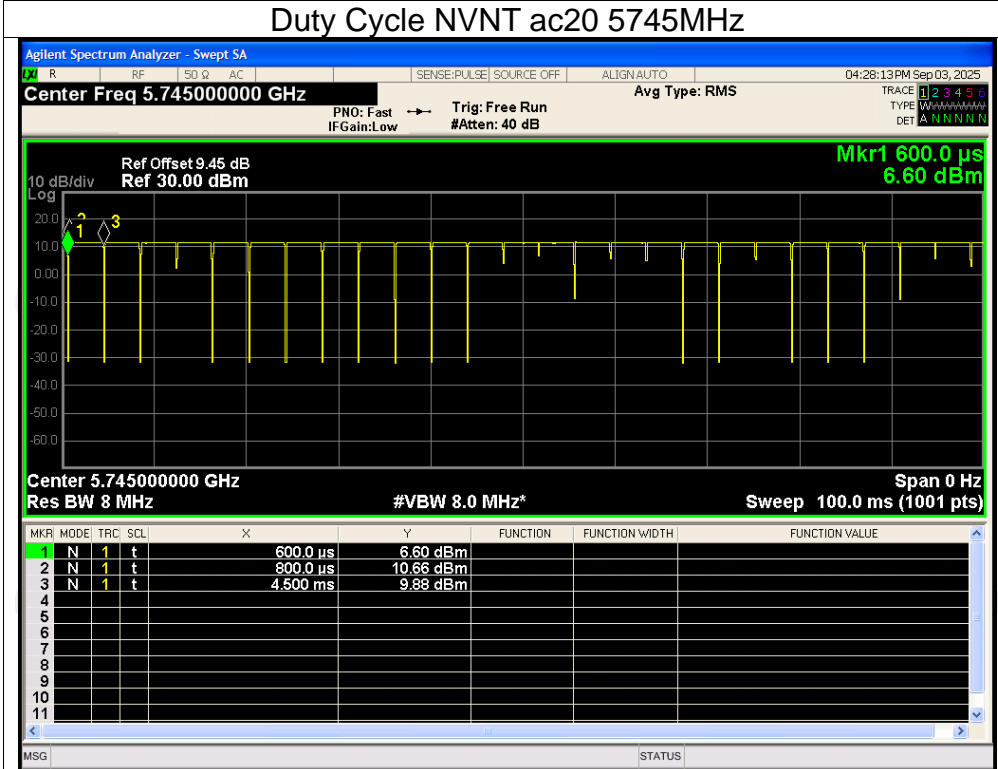 Duty Cycle NVNT ac20 5745MHz
Agilent Spectrum Analyzer - Swept SA
LXI R RF 50 Ω AC SENSE:PULSE SOURCE OFF ALIGN AUTO 04:28:13 PM Sep 03, 2025
Center Freq 5.745000000 GHz Avg Type: RMS TRACE 1 2 3 4 5 6
PNO: Fast Trig: Free Run TYPE WWWWWW
IFGain:Low #Atten: 40 dB DET A N N N N N
Mkr1 600.0 µs
6.60 dBm
Ref Offset 9.45 dB
10 dB/div Ref 30.00 dBm
Log
20.0
10.0
0.00
-10.0
-20.0
-30.0
-40.0
-50.0
-60.0
1
3
Center 5.745000000 GHz Span 0 Hz
Res BW 8 MHz #VBW 8.0 MHz* Sweep 100.0 ms (1001 pts)
MKR MODE TRC SCL X Y FUNCTION FUNCTION WIDTH FUNCTION VALUE
1 N 1 t 600.0 µs 6.60 dBm
2 N 1 t 800.0 µs 10.66 dBm
3 N 1 t 4.500 ms 9.88 dBm
4
5
6
7
8
9
10
11
MSG STATUS